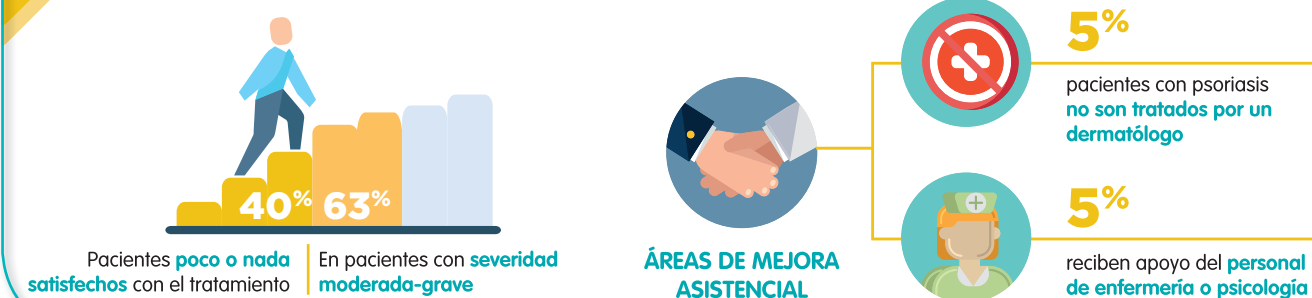 40% 63%
Pacientes poco o nada
satisfechos con el tratamiento
En pacientes con severidad
moderada-grave
ÁREAS DE MEJORA
ASISTENCIAL
5%
pacientes con psoriasis
no son tratados por un
dermatólogo
5%
reciben apoyo del personal
de enfermería o psicología